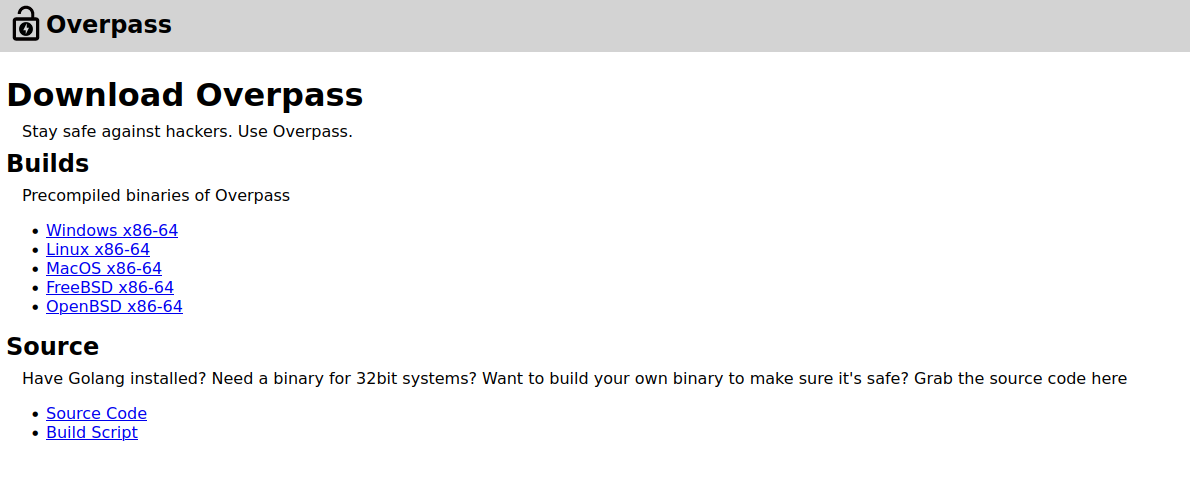 Overpass
Download Overpass
Stay safe against hackers. Use Overpass.
Builds
Precompiled binaries of Overpass
Windows x86-64
Linux x86-64
MacOS x86-64
FreeBSD x86-64
OpenBSD x86-64
Source
Have Golang installed? Need a binary for 32bit systems? Want to build your own binary to make sure it's safe? Grab the source code here
Source Code
Build Script